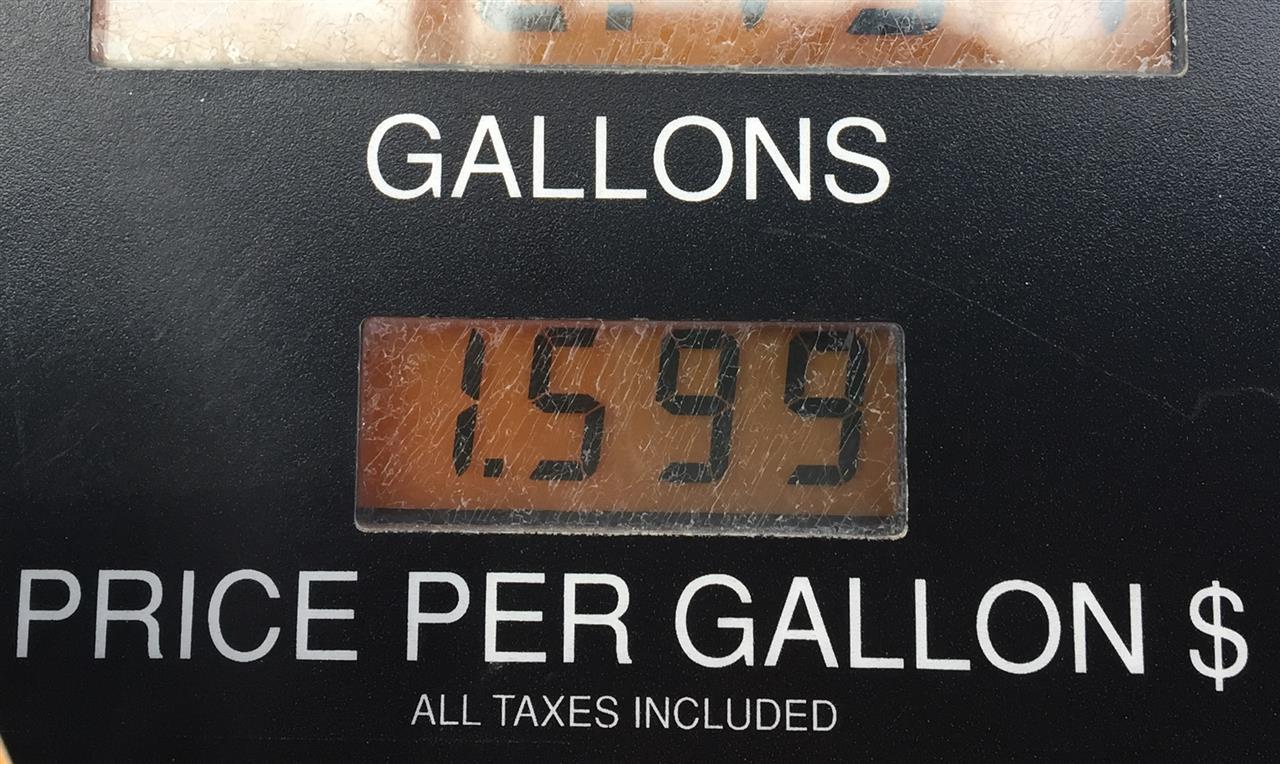 GALLONS
1.599
PRICE PER GALLON $
ALL TAXES INCLUDED